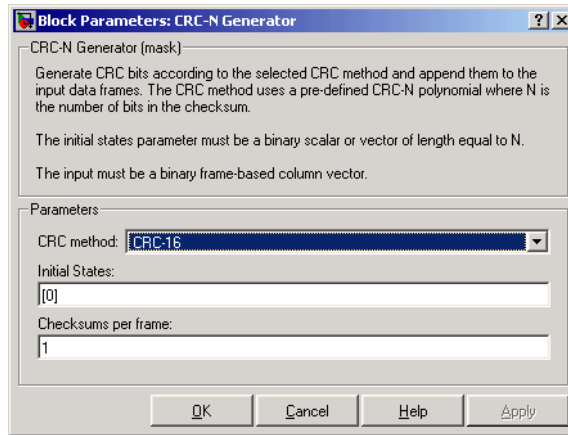 Block Parameters: CRC-N Generator
CRC-N Generator (mask)
Generate CRC bits according to the selected CRC method and append them to the
input data frames. The CRC method uses a pre-defined CRC-N polynomial where N is
the number of bits in the checksum.
The initial states parameter must be a binary scalar or vector of length equal to N.
The input must be a binary frame-based column vector.
Parameters
CRC method: CRC-16
Initial States:
[0]
Checksums per frame:
1
OK Cancel Help Apply